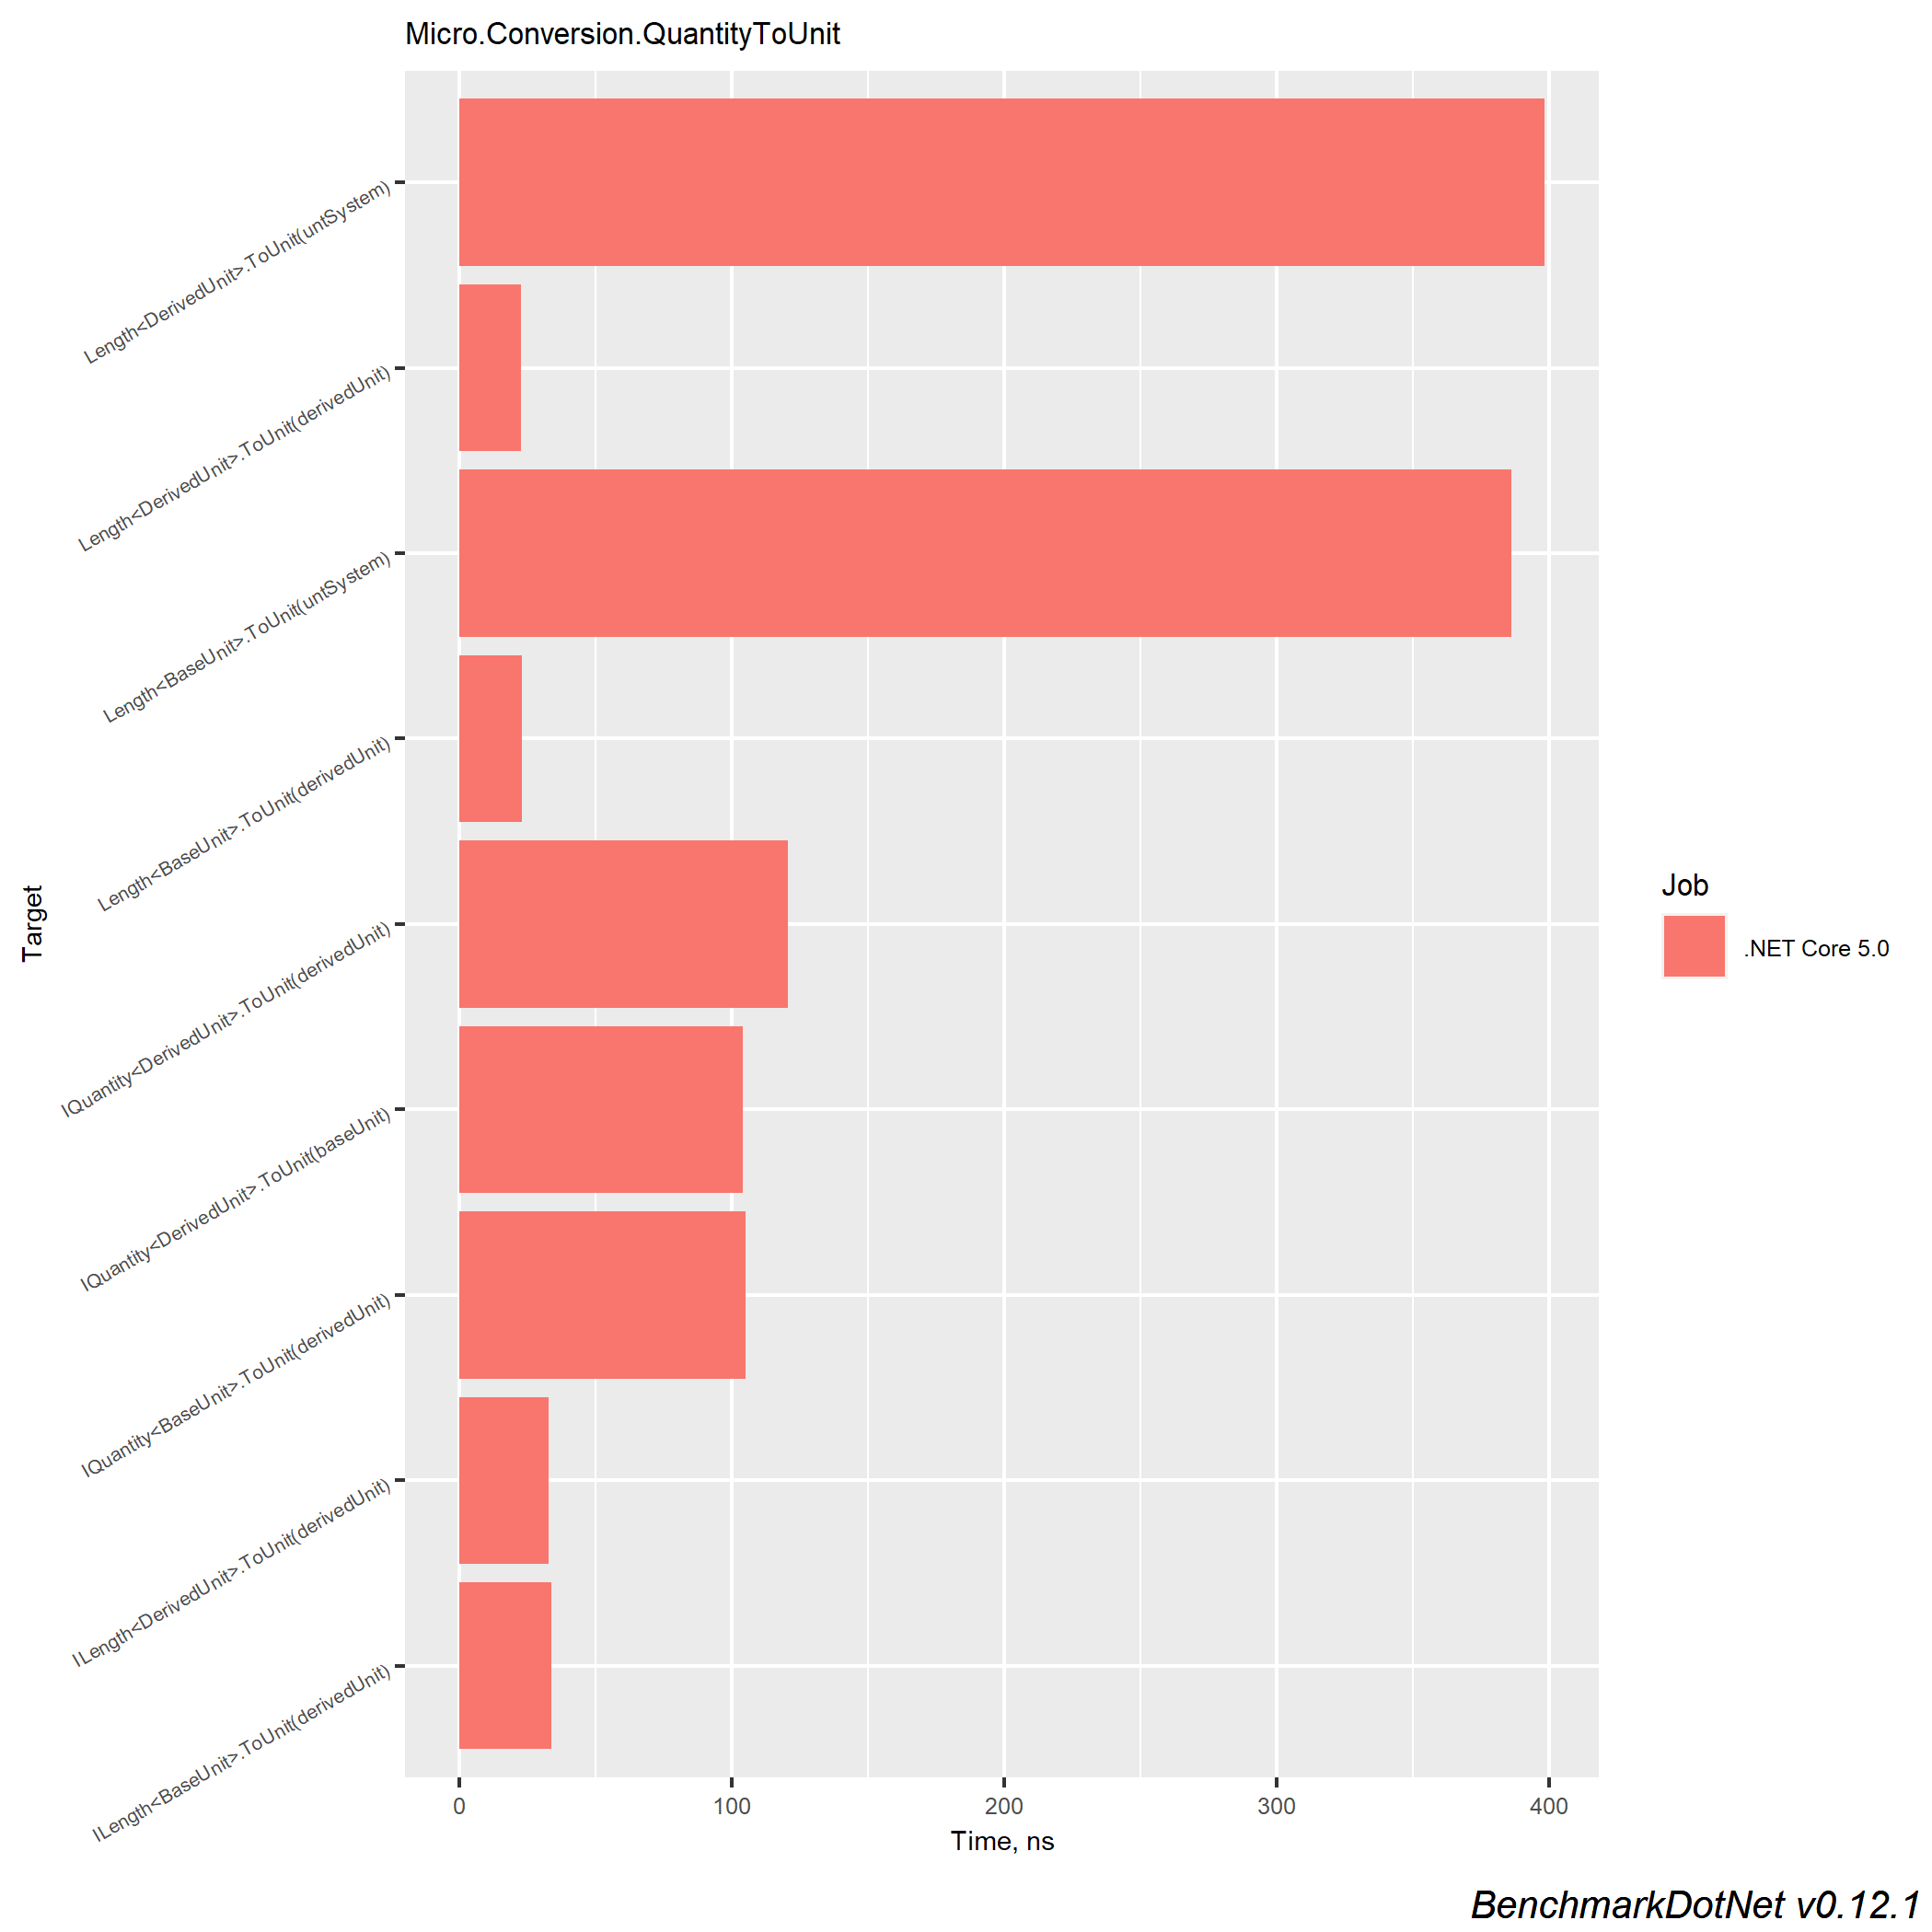 Micro.Conversion.QuantityToUnit
Length<DerivedUnit>.ToUnit(untSystem)
Length<DerivedUnit>.ToUnit(derivedUnit)
Length<BaseUnit>.ToUnit(untSystem)
Length<BaseUnit>.ToUnit(derivedUnit)
IQuantity<DerivedUnit>.ToUnit(derivedUnit)
IQuantity<DerivedUnit>.ToUnit(baseUnit)
IQuantity<BaseUnit>.ToUnit(derivedUnit)
ILength<DerivedUnit>.ToUnit(derivedUnit)
ILength<BaseUnit>.ToUnit(derivedUnit)
Target
0 100 200 300 400
Time, ns
Job
.NET Core 5.0
BenchmarkDotNet v0.12.1